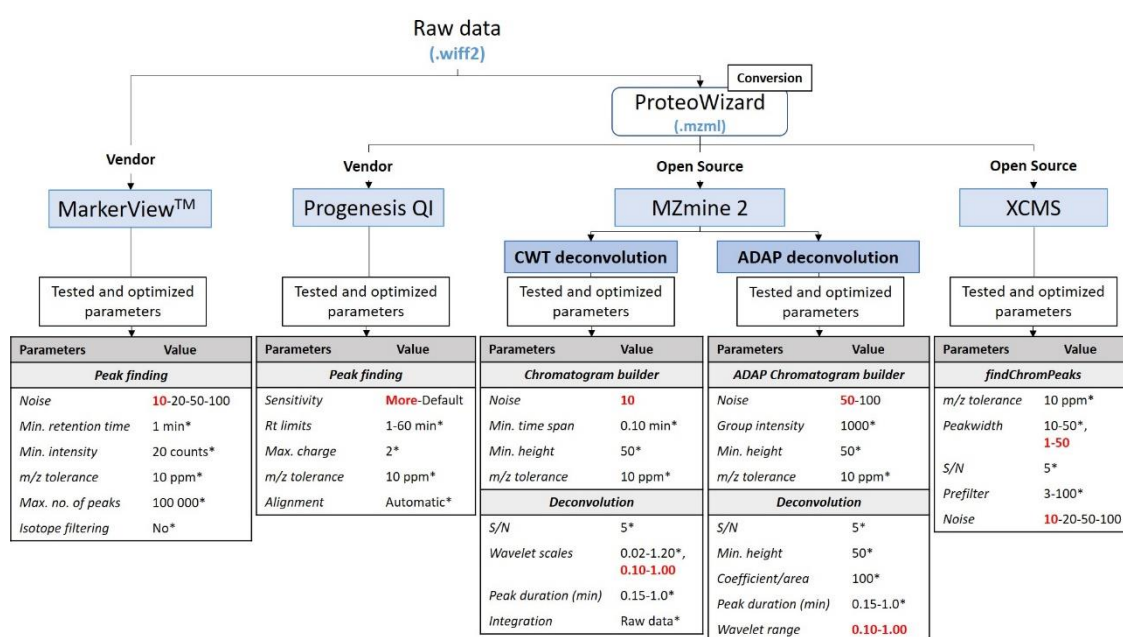 Raw data
(.wiff2)
Conversion
ProteoWizard
(.mzml)
Vendor
MarkerView™
Tested and optimized
parameters
Parameters Value
Peak finding
Noise 10-20-50-100
Min. retention time 1 min*
Min. intensity 20 counts*
m/z tolerance 10 ppm*
Max. no. of peaks 100 000*
Isotope filtering No*
Vendor
Progenesis QI
Tested and optimized
parameters
Parameters Value
Peak finding
Sensitivity More-Default
Rt limits 1-60 min*
Max. charge 2*
m/z tolerance 10 ppm*
Alignment Automatic*
Open Source
MZmine 2
CWT deconvolution
Tested and optimized
parameters
Parameters Value
Chromatogram builder
Noise 10
Min. time span 0.10 min*
Min. height 50*
m/z tolerance 10 ppm*
Deconvolution
S/N 5*
Wavelet scales 0.02-1.20*,
0.10-1.00
Peak duration (min) 0.15-1.0*
Integration Raw data*
ADAP deconvolution
Tested and optimized
parameters
Parameters Value
ADAP Chromatogram builder
Noise 50-100
Group intensity 1000*
Min. height 50*
m/z tolerance 10 ppm*
Deconvolution
S/N 5*
Min. height 50*
Coefficient/area 100*
Peak duration (min) 0.15-1.0*
Wavelet range 0.10-1.00
Open Source
XCMS
Tested and optimized
parameters
Parameters Value
findChromPeaks
m/z tolerance 10 ppm*
Peakwidth 10-50*,
1-50
S/N 5*
Prefilter 3-100*
Noise 10-20-50-100